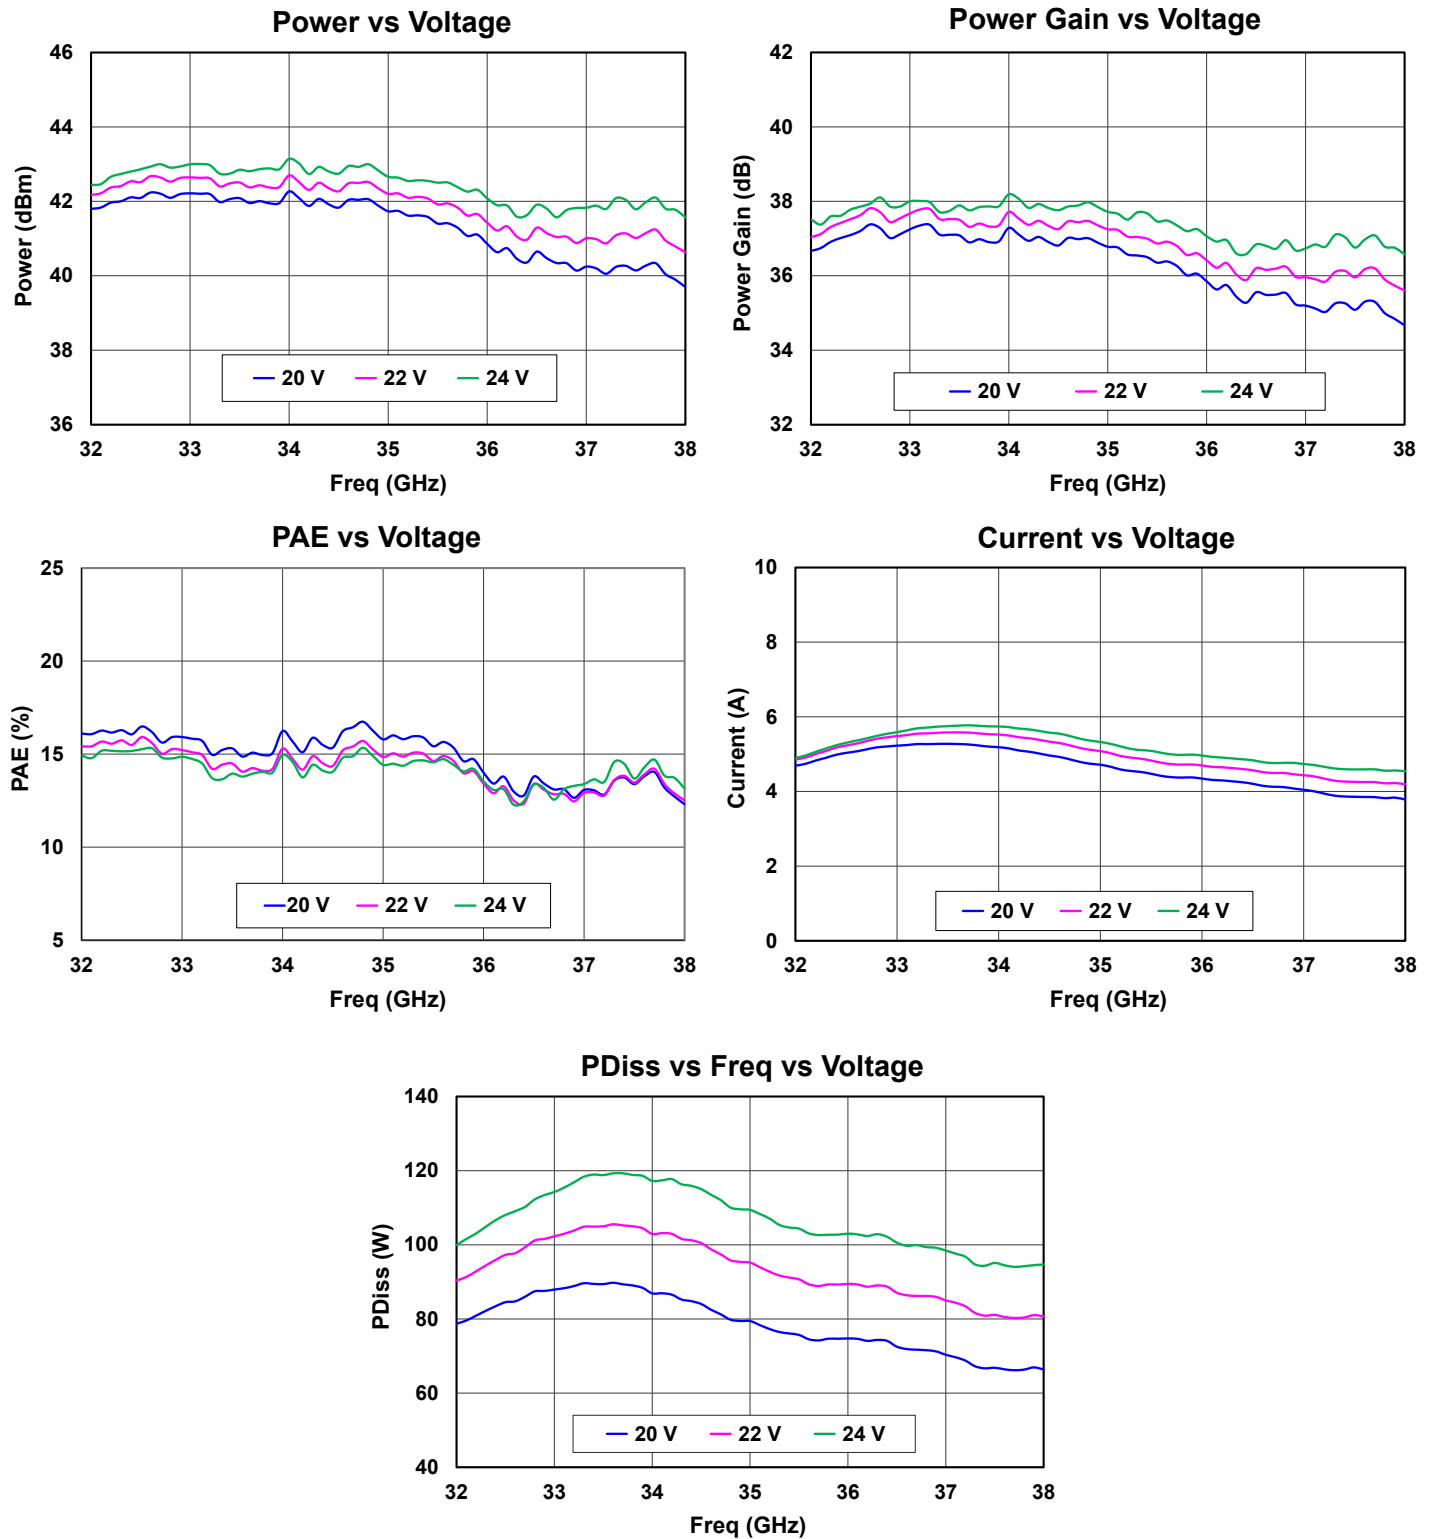 Power vs Voltage
46
44
42
40
38
36
Power (dBm)
20 V 22 V 24 V
32 33 34 35 36 37 38
Freq (GHz)
Power Gain vs Voltage
42
40
38
36
34
32
Power Gain (dB)
20 V 22 V 24 V
32 33 34 35 36 37 38
Freq (GHz)
PAE vs Voltage
25
20
15
10
5
PAE (%)
20 V 22 V 24 V
32 33 34 35 36 37 38
Freq (GHz)
Current vs Voltage
10
8
6
4
2
0
Current (A)
20 V 22 V 24 V
32 33 34 35 36 37 38
Freq (GHz)
PDiss vs Freq vs Voltage
140
120
100
80
60
40
PDiss (W)
20 V 22 V 24 V
32 33 34 35 36 37 38
Freq (GHz)